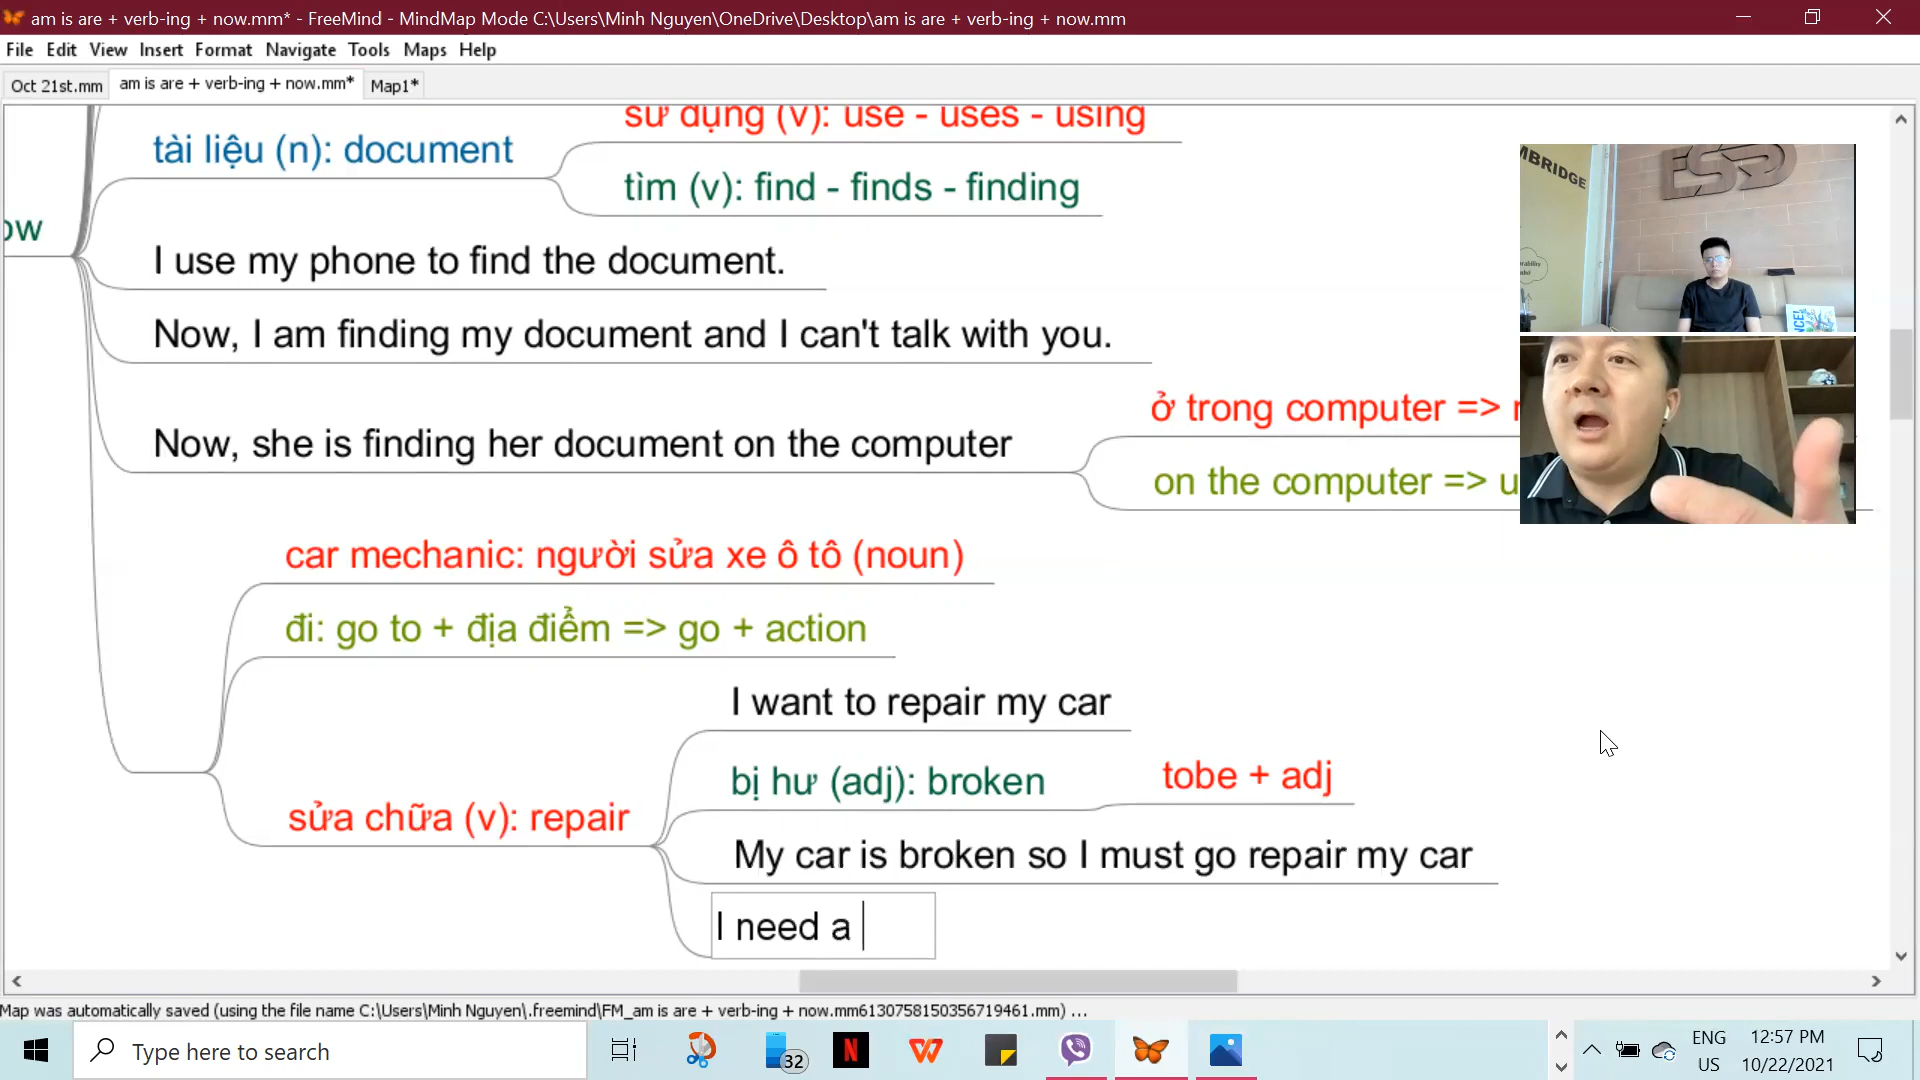 am is are + verb-ing + now.mm* - FreeMind - MindMap Mode C:\Users\Minh Nguyen\OneDrive\Desktop\am is are + verb-ing + now.mm
File Edit View Insert Format Navigate Tools Maps Help
Oct 21st.mm am is are + verb-ing + now.mm* Map1*
sử dụng (v): use - uses - using
tài liệu (n): document
tìm (v): find - finds - finding
ow
I use my phone to find the document.
Now, I am finding my document and I can't talk with you.
ở trong computer =>
Now, she is finding her document on the computer
on the computer => u
car mechanic: người sửa xe ô tô (noun)
đi: go to + địa điểm => go + action
I want to repair my car
bị hư (adj): broken
tobe + adj
sửa chữa (v): repair
My car is broken so I must go repair my car
I need a
MBRIDGE
ESD
Map was automatically saved (using the file name C:\Users\Minh Nguyen\.freemind\FM_am is are + verb-ing + now.mm6130758150356719461.mm) ...
Type here to search
32
N
W
ENG
US
12:57 PM
10/22/2021